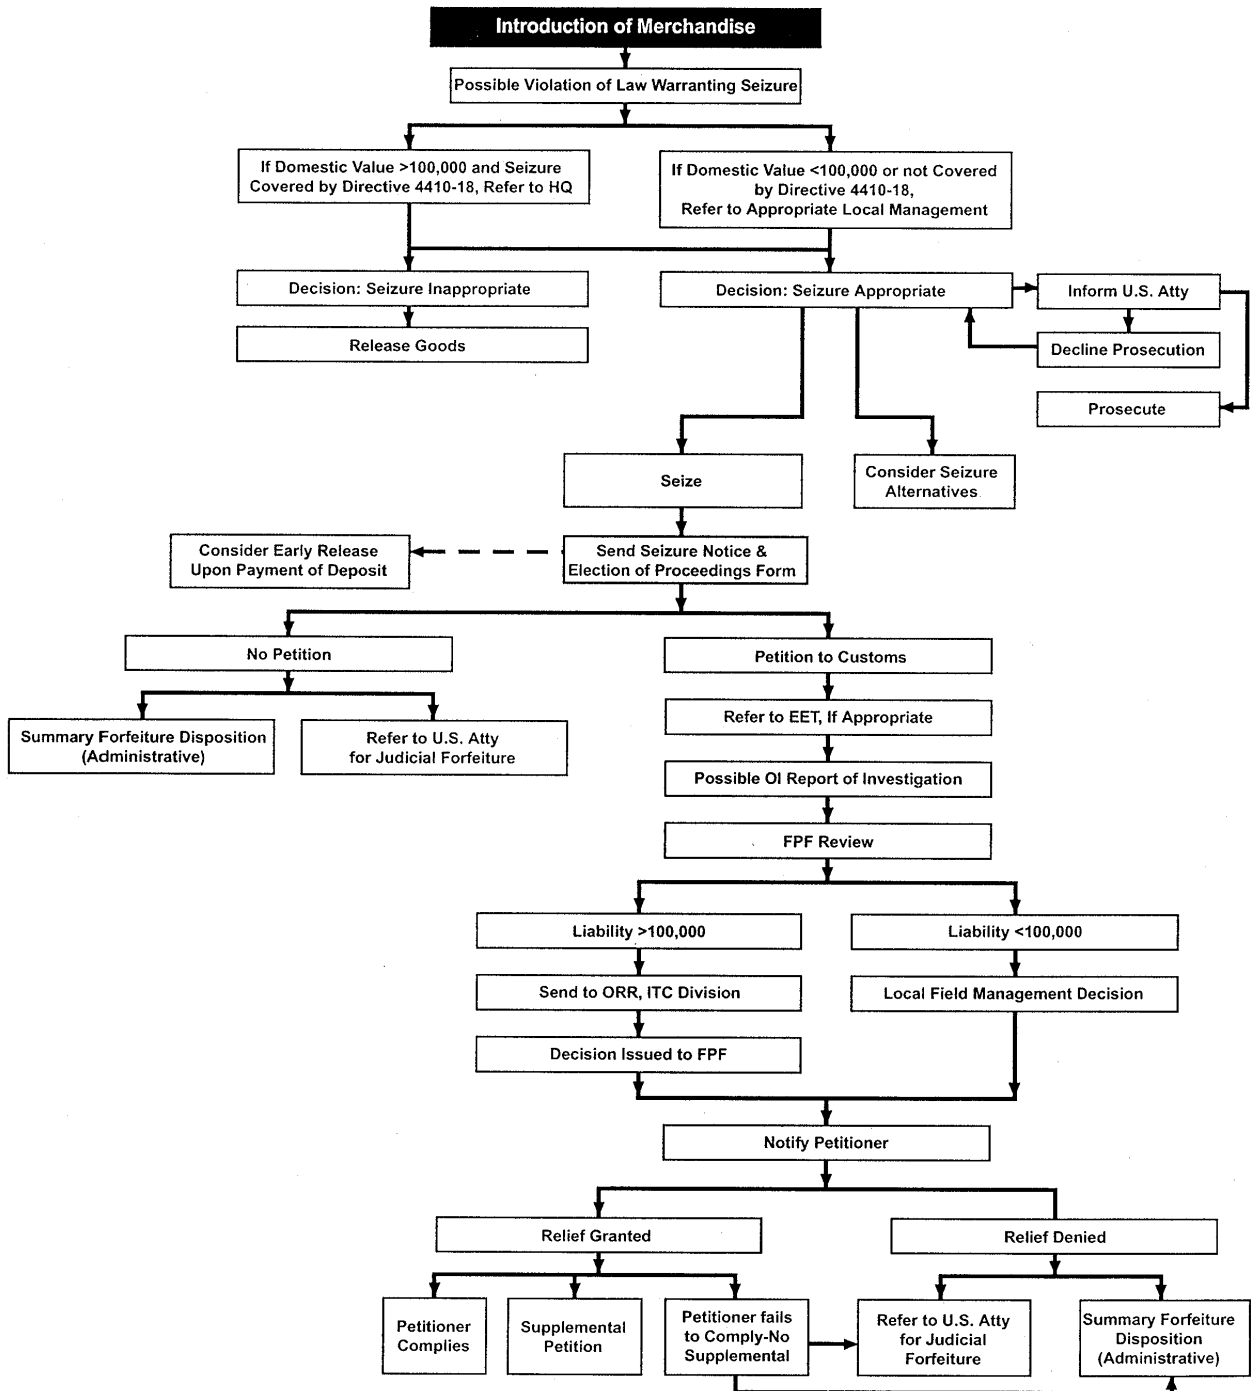 Introduction of Merchandise
Possible Violation of Law Warranting Seizure
If Domestic Value >100,000 and Seizure
Covered by Directive 4410-18, Refer to HQ
If Domestic Value <100,000 or not Covered
by Directive 4410-18,
Refer to Appropriate Local Management
Decision: Seizure Inappropriate
Decision: Seizure Appropriate
Inform U.S. Atty
Release Goods
Decline Prosecution
Prosecute
Seize
Consider Seizure
Alternatives
Consider Early Release
Upon Payment of Deposit
Send Seizure Notice &
Election of Proceedings Form
No Petition
Petition to Customs
Summary Forfeiture Disposition
(Administrative)
Refer to U.S. Atty
for Judicial Forfeiture
Refer to EET, If Appropriate
Possible OI Report of Investigation
FPF Review
Liability >100,000
Liability <100,000
Send to ORR, ITC Division
Local Field Management Decision
Decision Issued to FPF
Notify Petitioner
Relief Granted
Relief Denied
Petitioner
Complies
Supplemental
Petition
Petitioner fails
to Comply-No
Supplemental
Refer to U.S. Atty
for Judicial
Forfeiture
Summary Forfeiture
Disposition
(Administrative)